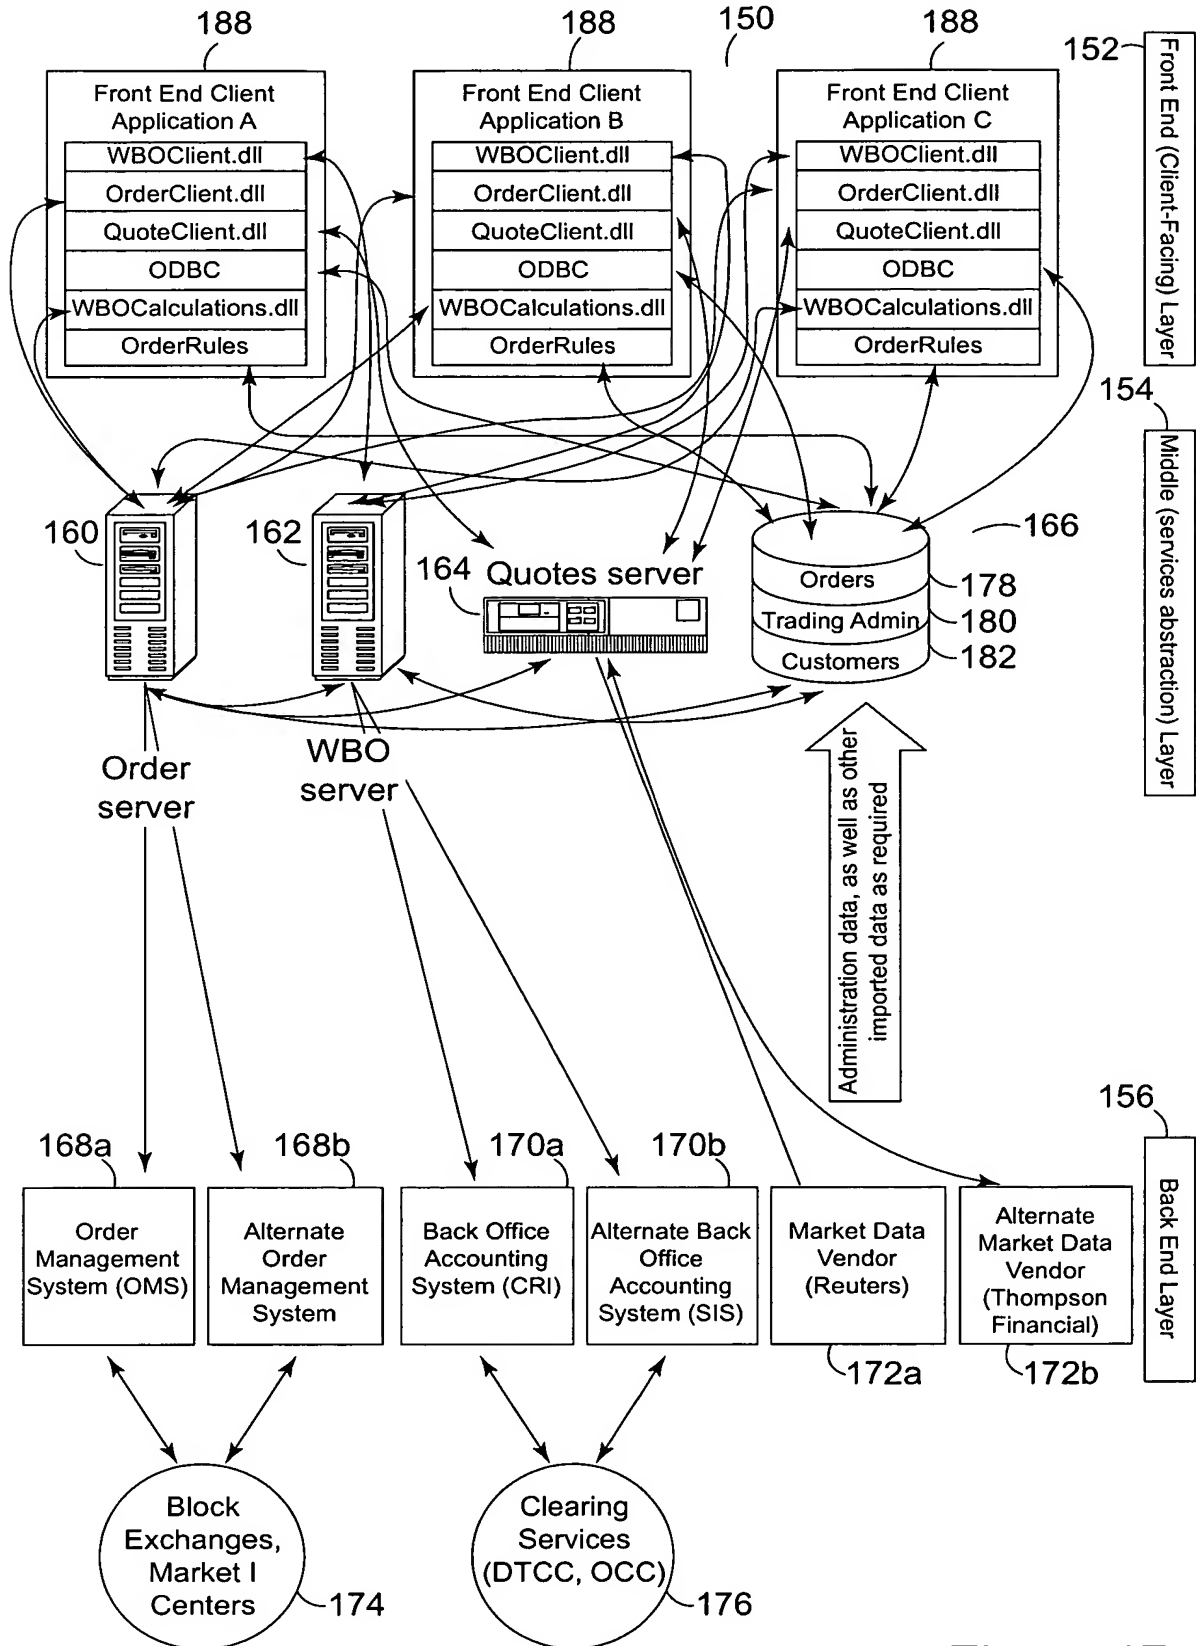 188
188
150
188
152
Front End (Client-Facing) Layer
Front End Client
Application A
WBOClient.dll
OrderClient.dll
QuoteClient.dll
ODBC
WBOCalculations.dll
OrderRules
Front End Client
Application B
WBOClient.dll
OrderClient.dll
QuoteClient.dll
ODBC
WBOCalculations.dll
OrderRules
Front End Client
Application C
WBOClient.dll
OrderClient.dll
QuoteClient.dll
ODBC
WBOCalculations.dll
OrderRules
154
Middle (services abstraction) Layer
160
162
164
Quotes server
166
Orders
178
Trading Admin
180
Customers
182
Order
server
WBO
server
Administration data, as well as other
imported data as required
156
Back End Layer
168a
168b
170a
170b
Order
Management
System (OMS)
Alternate
Order
Management
System
Back Office
Accounting
System (CRI)
Alternate Back
Office
Accounting
System (SIS)
Market Data
Vendor
(Reuters)
Alternate
Market Data
Vendor
(Thompson
Financial)
172a
172b
Block
Exchanges,
Market I
Centers
174
Clearing
Services
(DTCC, OCC)
176